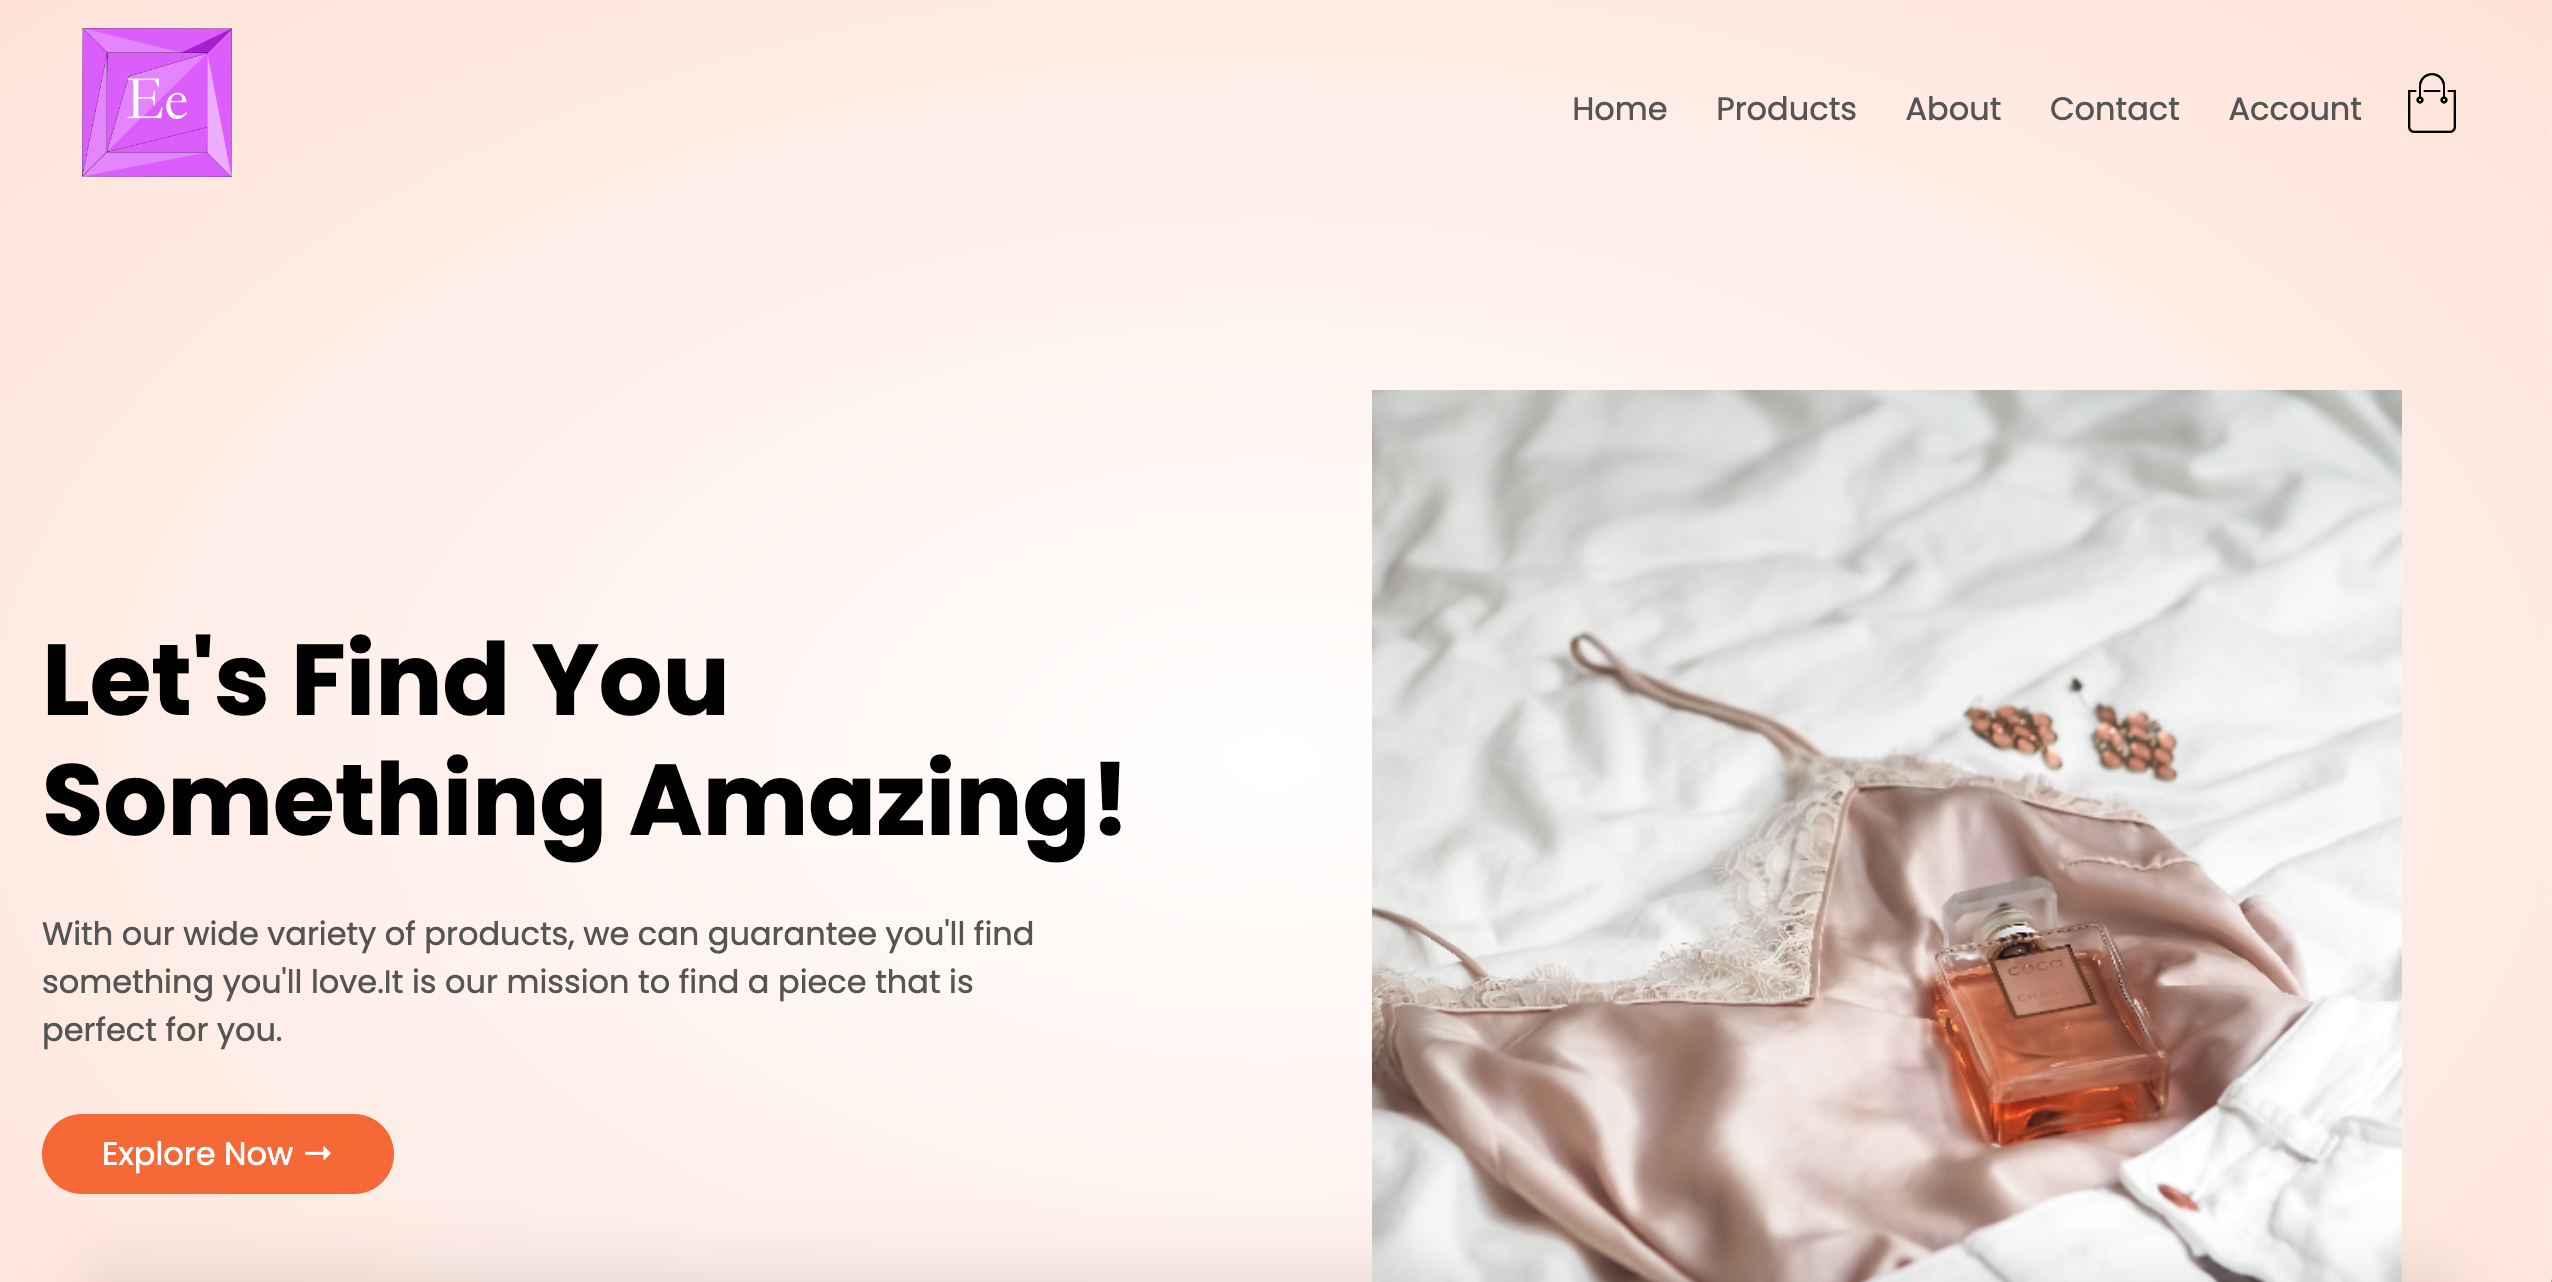 Ee
Home Products About Contact Account
Let's Find You
Something Amazing!
With our wide variety of products, we can guarantee you'll find
something you'll love.It is our mission to find a piece that is
perfect for you.
Explore Now →
COCO
CHANEL